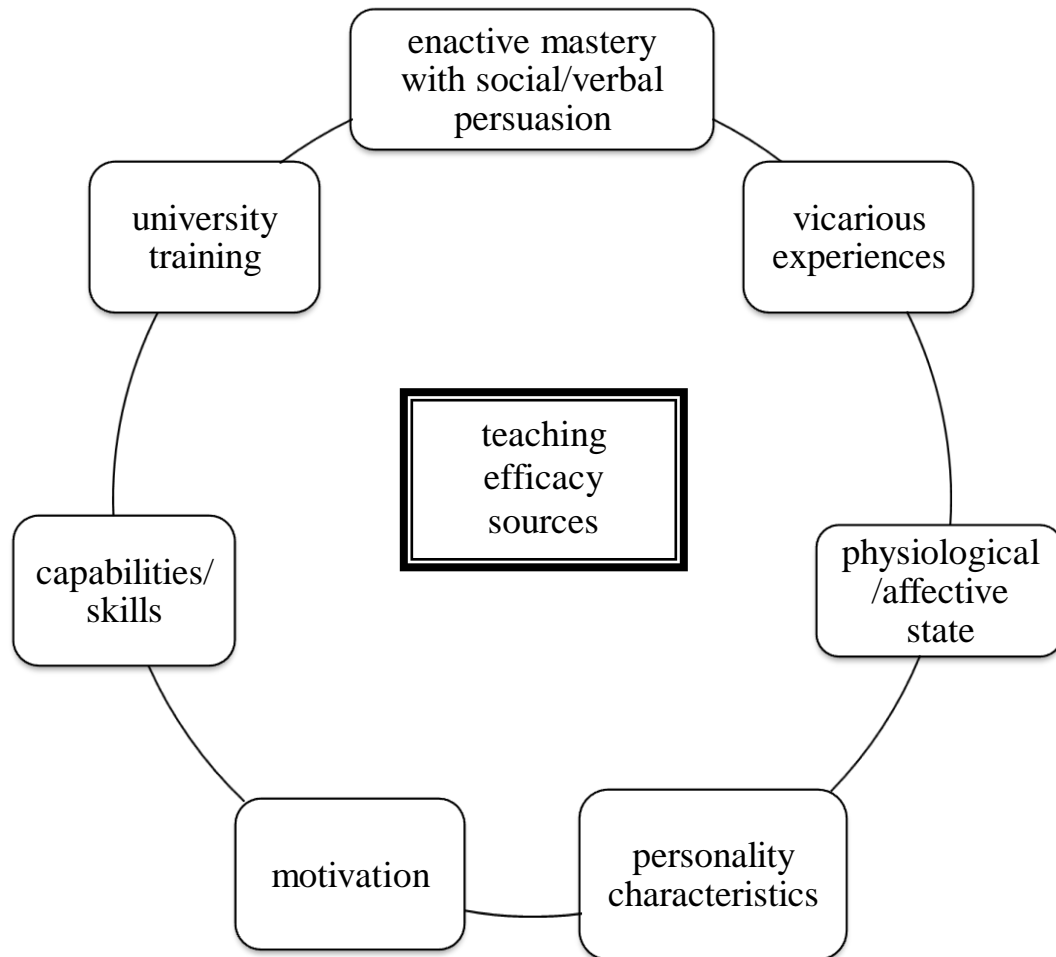 enactive mastery
with social/verbal
persuasion
vicarious
experiences
physiological
/affective
state
personality
characteristics
motivation
capabilities/
skills
university
training
teaching
efficacy
sources